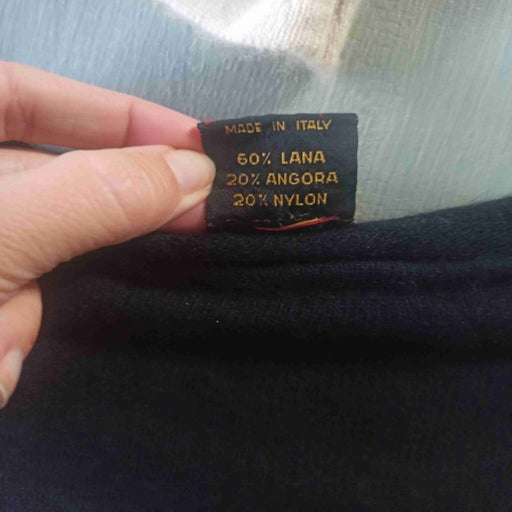 MADE IN ITALY
60% LANA
20% ANGORA
20% NYLON